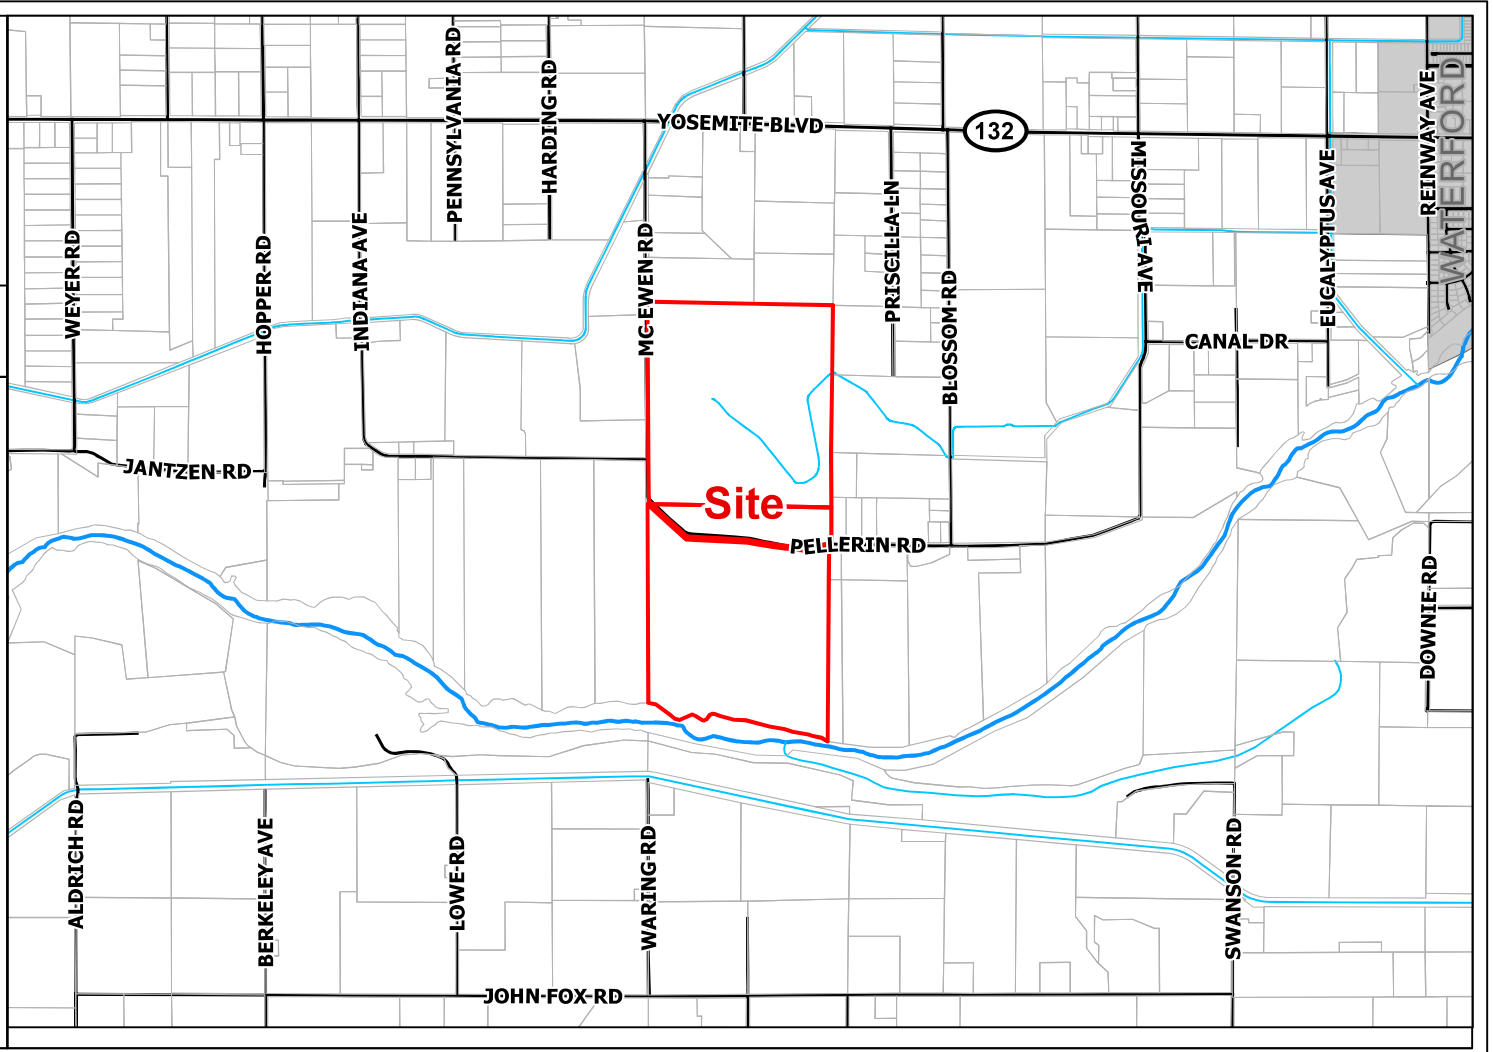 PENNSYLVANIA-RD
HARDING-RD
YOSEMITE-BLVD
132
REINWAY-AVE
WATERFORD
WEYER-RD
HOPPER-RD
INDIANA-AVE
MC-EWEN-RD
PRISCILLA-LN
BLOSSOM-RD
MISSOURI-AVE
EUCALYPTUS-AVE
CANAL-DR
JANTZEN-RD
Site
PELLERIN-RD
DOWNIE-RD
ALDRICH-RD
BERKELEY-AVE
LOWE-RD
WARING-RD
SWANSON-RD
JOHN-FOX-RD